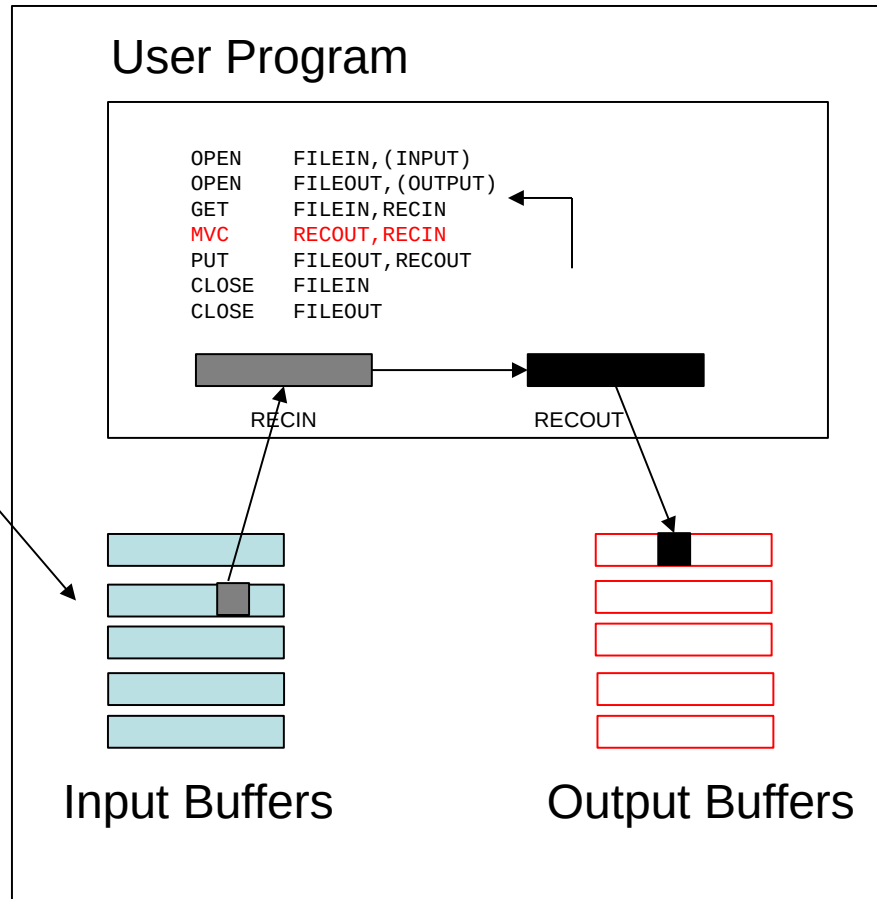 User Program
OPEN FILEIN,(INPUT)
OPEN FILEOUT,(OUTPUT)
GET FILEIN,RECIN
MVC RECOUT,RECIN
PUT FILEOUT,RECOUT
CLOSE FILEIN
CLOSE FILEOUT
RECIN RECOUT
Input Buffers Output Buffers